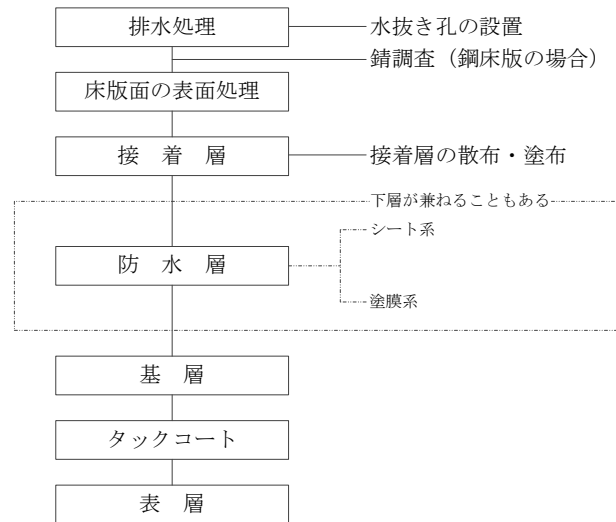 排水処理
水抜き孔の設置
錆調査（鋼床版の場合）
床版面の表面処理
接　着　層
接着層の散布・塗布
下層が兼ねることもある
シート系
防　水　層
塗膜系
基　層
タックコート
表　層